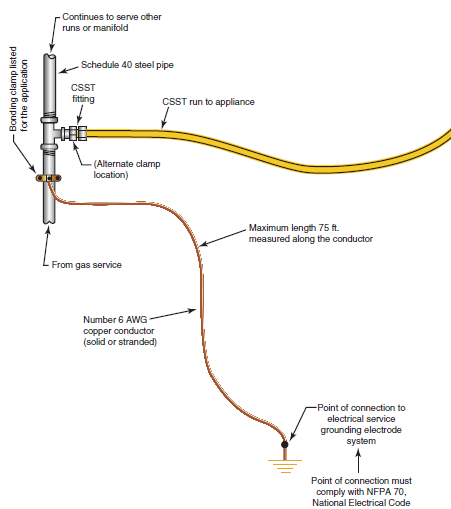 Continues to serve other
runs or manifold
Schedule 40 steel pipe
Bonding clamp listed
for the application
CSST
fitting
CSST run to appliance
(Alternate clamp
location)
Maximum length 75 ft.
measured along the conductor
From gas service
Number 6 AWG
copper conductor
(solid or stranded)
Point of connection to
electrical service
grounding electrode
system
Point of connection must
comply with NFPA 70,
National Electrical Code